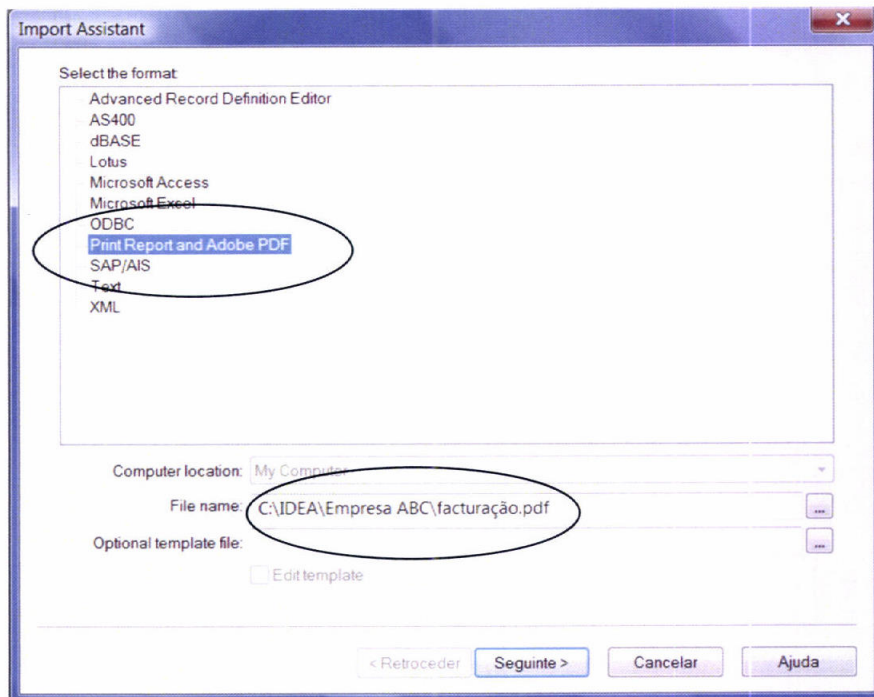 Import Assistant
Select the format:
Advanced Record Definition Editor
AS400
dBASE
Lotus
Microsoft Access
Microsoft Excel
ODBC
Print Report and Adobe PDF
SAP/AIS
Text
XML
Computer location: My Computer
File name: C:\IDEA\Empresa ABC\facturação.pdf ...
Optional template file: ...
Edit template
< Retroceder Seguinte > Cancelar Ajuda